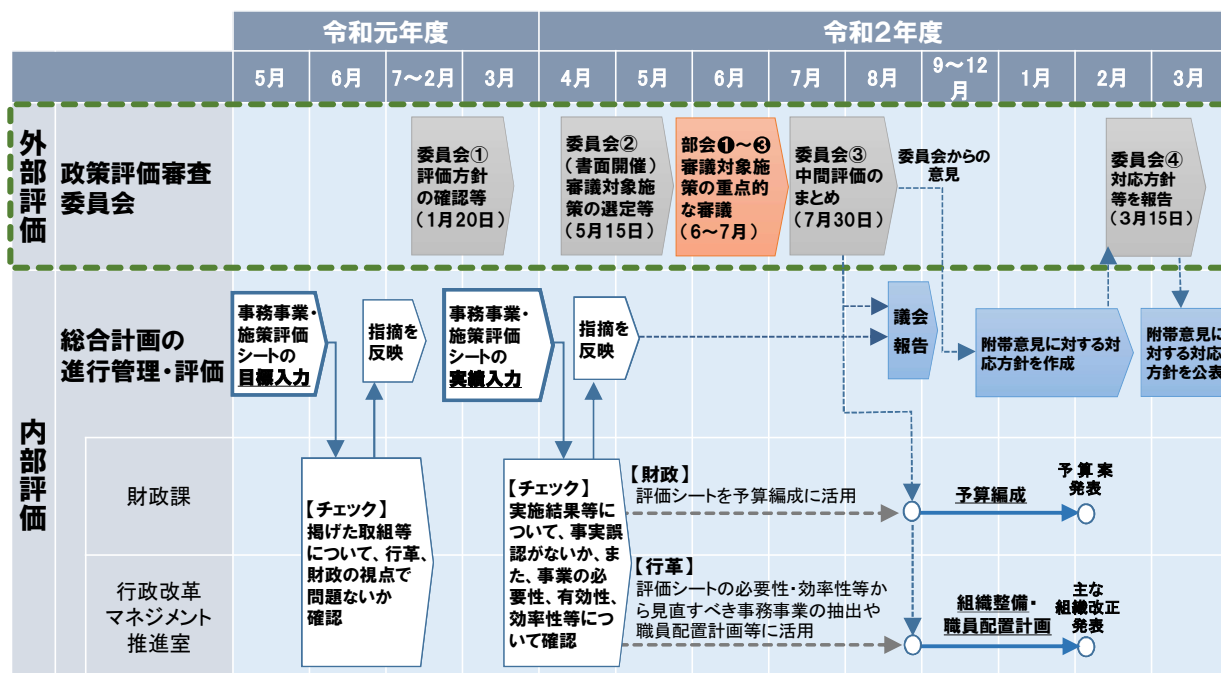 令和元年度
令和２年度
5月
6月
7～2月
3月
4月
5月
6月
7月
8月
9～12
月
1月
2月
3月
外部評価
政策評価審査
委員会
委員会①
評価方針
の確認等
（1月20日）
委員会②
（書面開催）
審議対象施
策の選定等
（5月15日）
部会❶～❸
審議対象施
策の重点的
な審議
（6～7月）
委員会③
中間評価の
まとめ
（7月30日）
委員会からの
意見
委員会④
対応方針
等を報告
（３月15日）
内部評価
総合計画の
進行管理・評価
事務事業・
施策評価
シートの
目標入力
指摘を
反映
事務事業・
施策評価
シートの
実績入力
指摘を
反映
議会
報告
附帯意見に対する対
応方針を作成
附帯意見に
対する対応
方針を公表
財政課
【チェック】
掲げた取組等
について、行革、
財政の視点で
問題ないか
確認
【チェック】
実施結果等に
ついて、事実誤
認がないか、ま
た、事業の必
要性、有効性、
効率性等につ
いて確認
【財政】
評価シートを予算編成に活用
予算編成
予算案
発表
行政改革
マネジメント
推進室
【行革】
評価シートの必要性・効率性等か
ら見直すべき事務事業の抽出や
職員配置計画等に活用
組織整備・
職員配置計画
主な
組織改正
発表